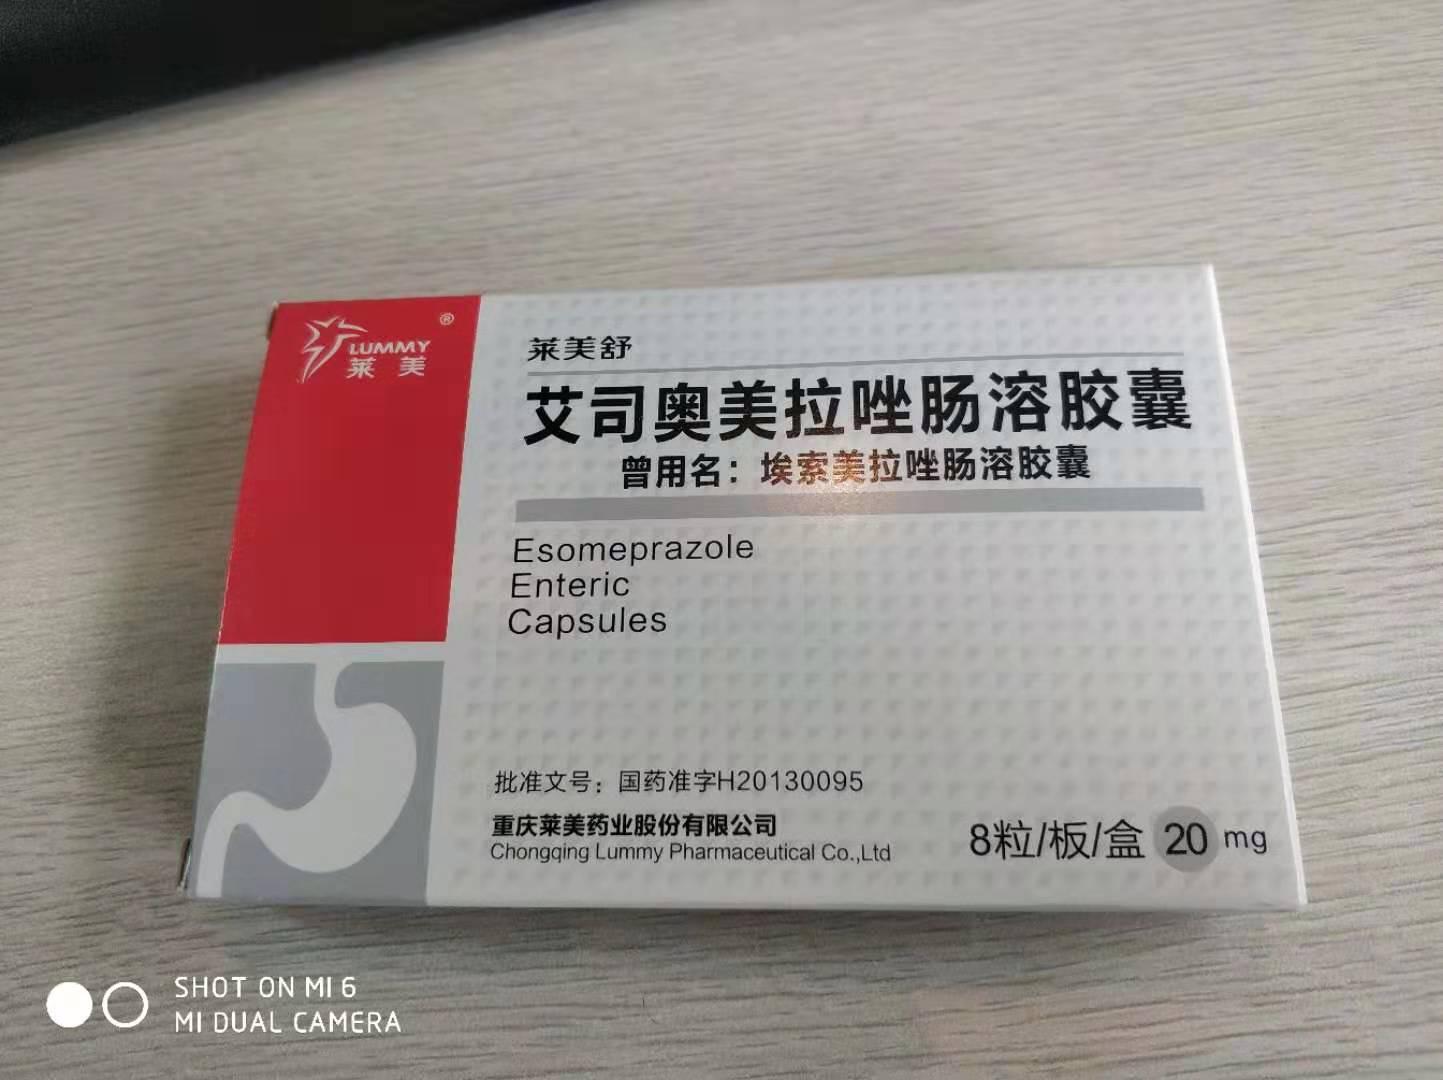 LUMMY®
莱美
莱美舒
艾司奥美拉唑肠溶胶囊
曾用名：埃索美拉唑肠溶胶囊
Esomeprazole
Enteric
Capsules
批准文号：国药准字H20130095
重庆莱美药业股份有限公司
Chongqing Lummy Pharmaceutical Co.,Ltd
8粒/板/盒 20 mg
SHOT ON MI 6
MI DUAL CAMERA